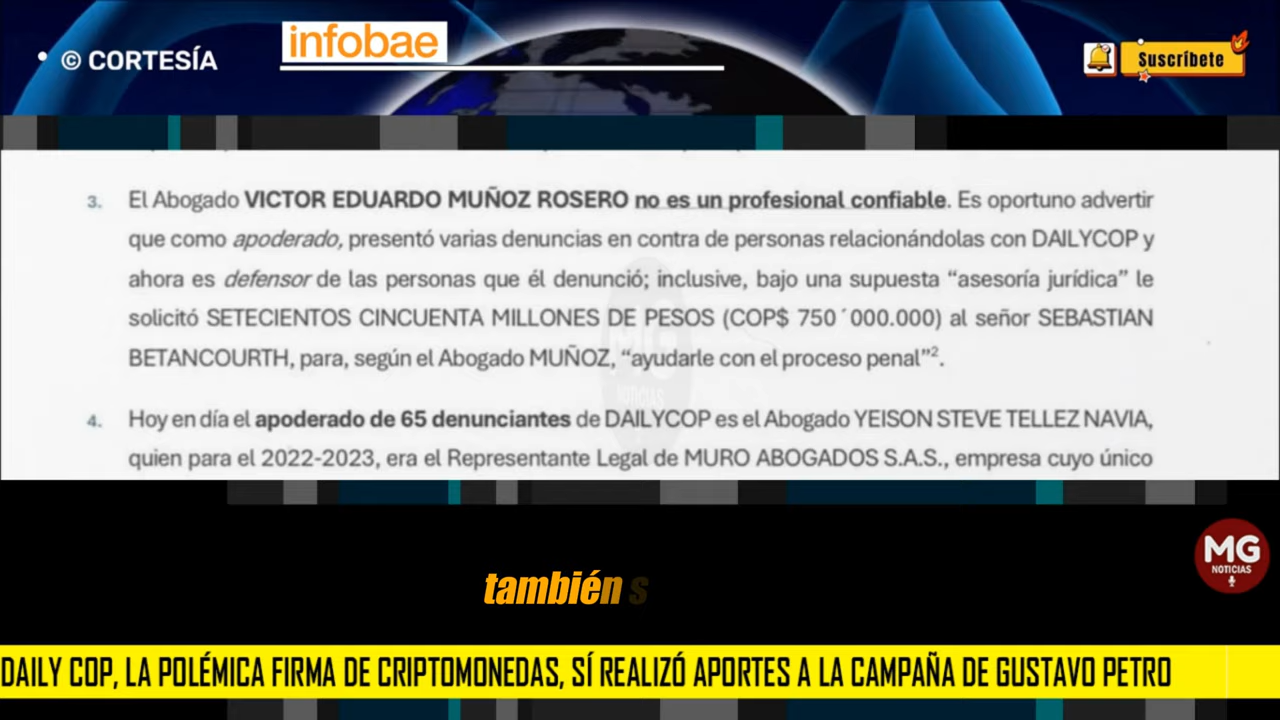 © CORTESÍA
infobae
Suscríbete
3. El Abogado VICTOR EDUARDO MUÑOZ ROSERO no es un profesional confiable. Es oportuno advertir
que como apoderado, presentó varias denuncias en contra de personas relacionándolas con DAILYCOP y
ahora es defensor de las personas que él denunció; inclusive, bajo una supuesta “asesoría jurídica” le
solicitó SETECIENTOS CINCUENTA MILLONES DE PESOS (COP$ 750´000.000) al señor SEBASTIAN
BETANCOURTH, para, según el Abogado MUÑOZ, “ayudarle con el proceso penal”².
4. Hoy en día el apoderado de 65 denunciantes de DAILYCOP es el Abogado YEISON STEVE TELLEZ NAVIA,
quien para el 2022-2023, era el Representante Legal de MURO ABOGADOS S.A.S., empresa cuyo único
MG
NOTICIAS
también s
MG
NOTICIAS
DAILY COP, LA POLÉMICA FIRMA DE CRIPTOMONEDAS, SÍ REALIZÓ APORTES A LA CAMPAÑA DE GUSTAVO PETRO